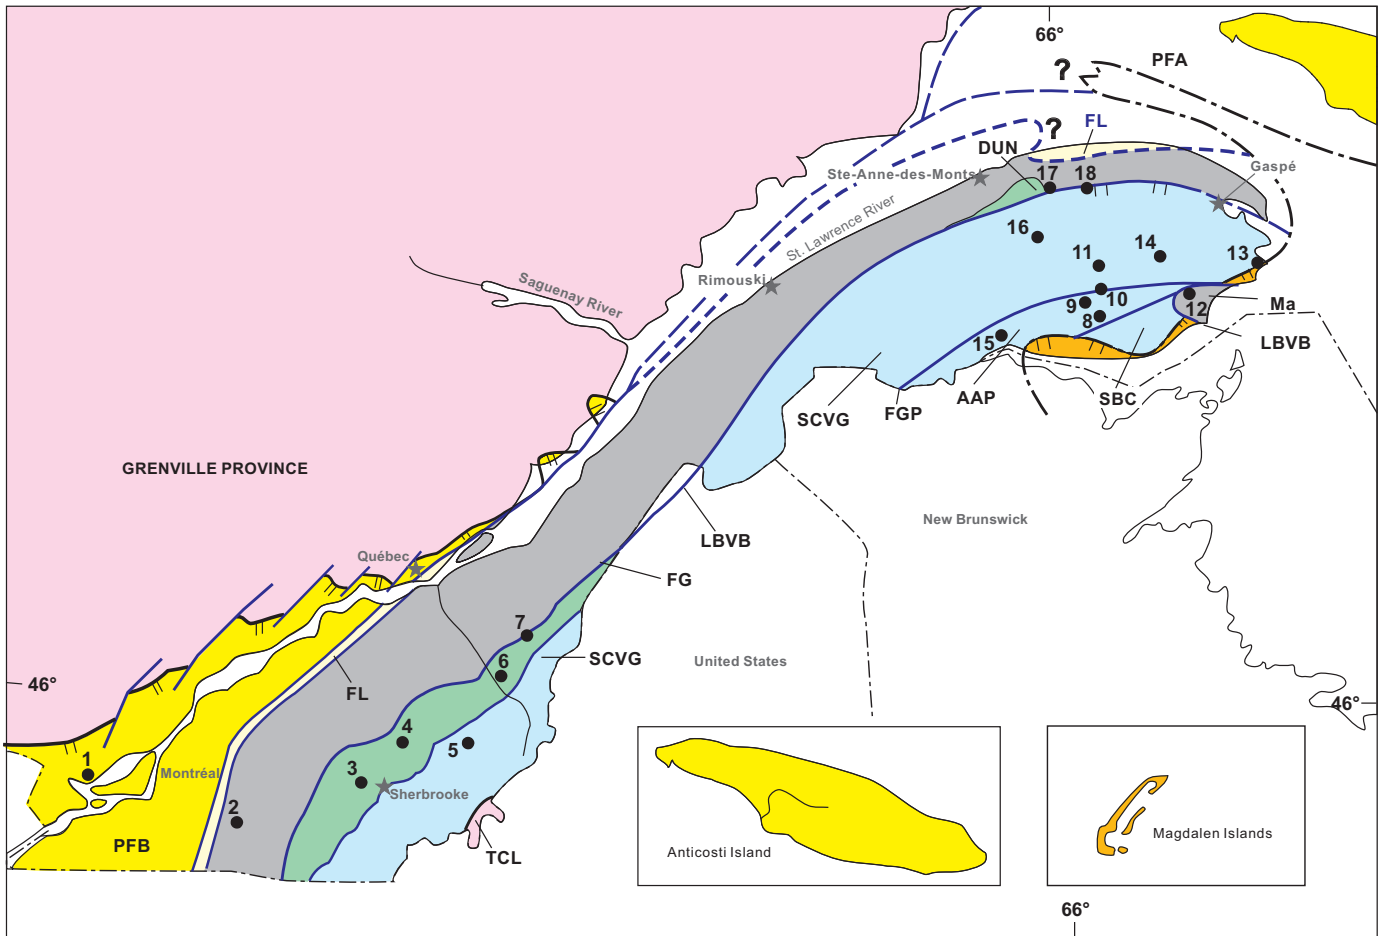 66°
PFA
?
?
FL
DUN
Gaspé
Ste-Anne-des-Monts
17
18
St. Lawrence River
16
11
14
13
Rimouski
Saguenay River
9
10
12
Ma
8
15
LBVB
AAP
SBC
SCVG
FGP
GRENVILLE PROVINCE
New Brunswick
LBVB
Québec
FG
7
SCVG
6
United States
46°
FL
46°
4
5
1
Montréal
3
Sherbrooke
2
Magdalen Islands
PFB
Anticosti Island
TCL
66°